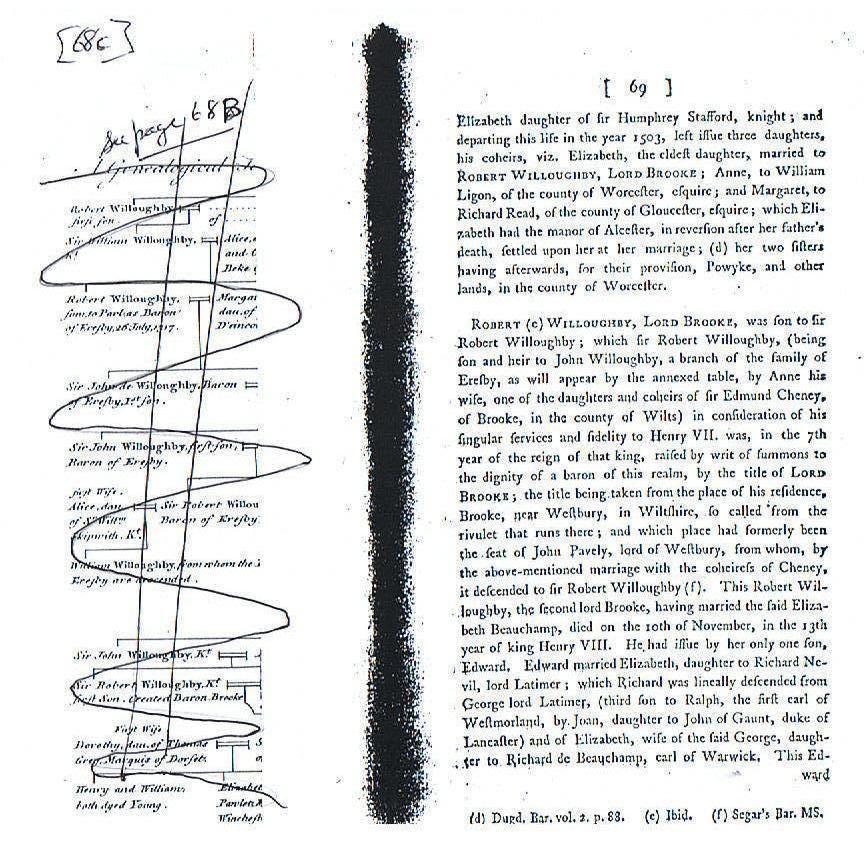 [68c]
See page 68 B
Genealogical
Robert Willoughby
first son. of
Sir William Willoughby, Alice,
Kt. and
Beke
Robert Willoughby, Margar
sum. to Parl. as Baron dau. of
of Eresby, 26 July, 1317. D'einco
Sir John de Willoughby, Baron
of Eresby, 1st son.
Sir John Willoughby, first son,
Baron of Eresby.
first Wife.
Alice, dau. Sir Robert Willou
of Sr. Willm. Baron of Eresby
Skipwith, Kt.
William Willoughby, from whom the
Eresby are descended.
Sir John Willoughby, Kt.
Sir Robert Willoughby, Kt.
first Son. Created Baron Brooke
First Wife
Dorothy, dau. of Thomas
Grey, Marquis of Dorset.
Henry and William, Elizabet
both dyed Young. Pawlett
Winchest
[ 69 ]
Elizabeth daughter of ſir Humphrey Stafford, knight; and
departing this life in the year 1503, left iſſue three daughters,
his coheirs, viz. Elizabeth, the eldeſt daughter, married to
ROBERT WILLOUGHBY, LORD BROOKE; Anne, to William
Ligon, of the county of Worceſter, eſquire; and Margaret, to
Richard Read, of the county of Glouceſter, eſquire; which Eli-
zabeth had the manor of Alceſter, in reverſion after her father's
death, ſettled upon her at her marriage; (d) her two ſiſters
having afterwards, for their proviſion, Powyke, and other
lands, in the county of Worceſter.
ROBERT (e) WILLOUGHBY, LORD BROOKE, was ſon to ſir
Robert Willoughby; which ſir Robert Willoughby, (being
ſon and heir to John Willoughby, a branch of the family of
Ereſby, as will appear by the annexed table, by Anne his
wife, one of the daughters and coheirs of ſir Edmund Cheney,
of Brooke, in the county of Wilts) in conſideration of his
ſingular ſervices and fidelity to Henry VII. was, in the 7th
year of the reign of that king, raiſed by writ of ſummons to
the dignity of a baron of this realm, by the title of LORD
BROOKE; the title being taken from the place of his reſidence,
Brooke, near Weſtbury, in Wiltſhire, ſo called from the
rivulet that runs there; and which place had formerly been
the ſeat of John Pavely, lord of Weſtbury, from whom, by
the above-mentioned marriage with the coheireſs of Cheney,
it deſcended to ſir Robert Willoughby (f). This Robert Wil-
loughby, the ſecond lord Brooke, having married the ſaid Eliza-
beth Beauchamp, died on the 10th of November, in the 13th
year of king Henry VIII. He had iſſue by her only one ſon,
Edward. Edward married Elizabeth, daughter to Richard Ne-
vil, lord Latimer; which Richard was lineally deſcended from
George lord Latimer, (third ſon to Ralph, the firſt earl of
Weſtmorland, by Joan, daughter to John of Gaunt, duke of
Lancaſter) and of Elizabeth, wife of the ſaid George, daugh-
ter to Richard de Beauchamp, earl of Warwick. This Ed-
ward
(d) Dugd. Bar. vol. 2. p. 88. (e) Ibid. (f) Segar's Bar. MS.